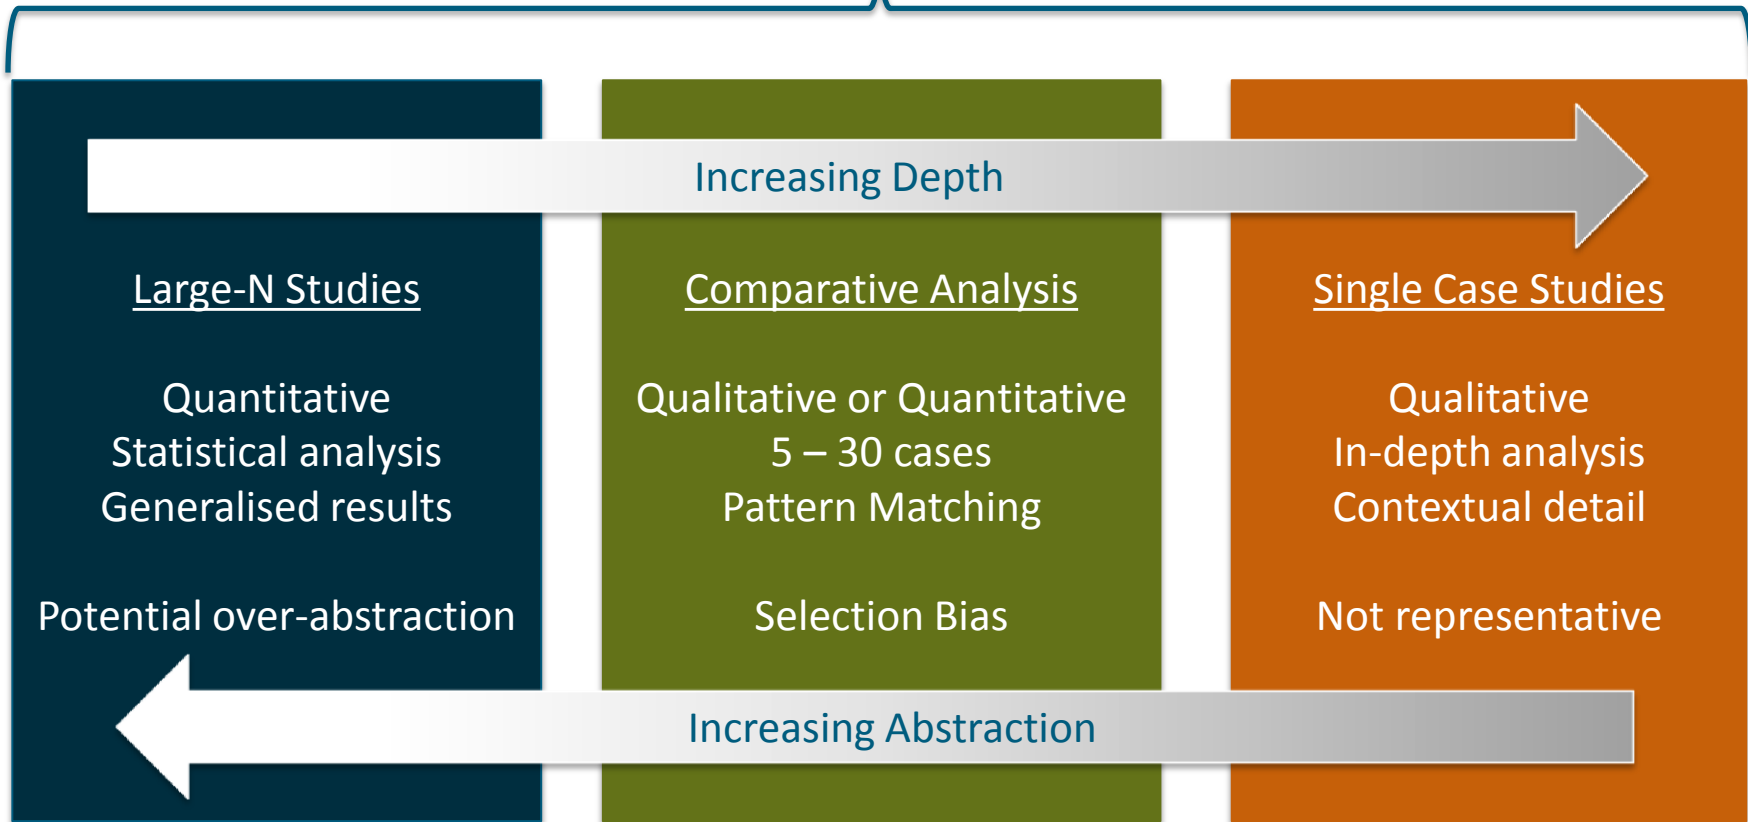 Increasing Depth
Large-N Studies
Quantitative
Statistical analysis
Generalised results
Potential over-abstraction
Comparative Analysis
Qualitative or Quantitative
5 – 30 cases
Pattern Matching
Selection Bias
Single Case Studies
Qualitative
In-depth analysis
Contextual detail
Not representative
Increasing Abstraction